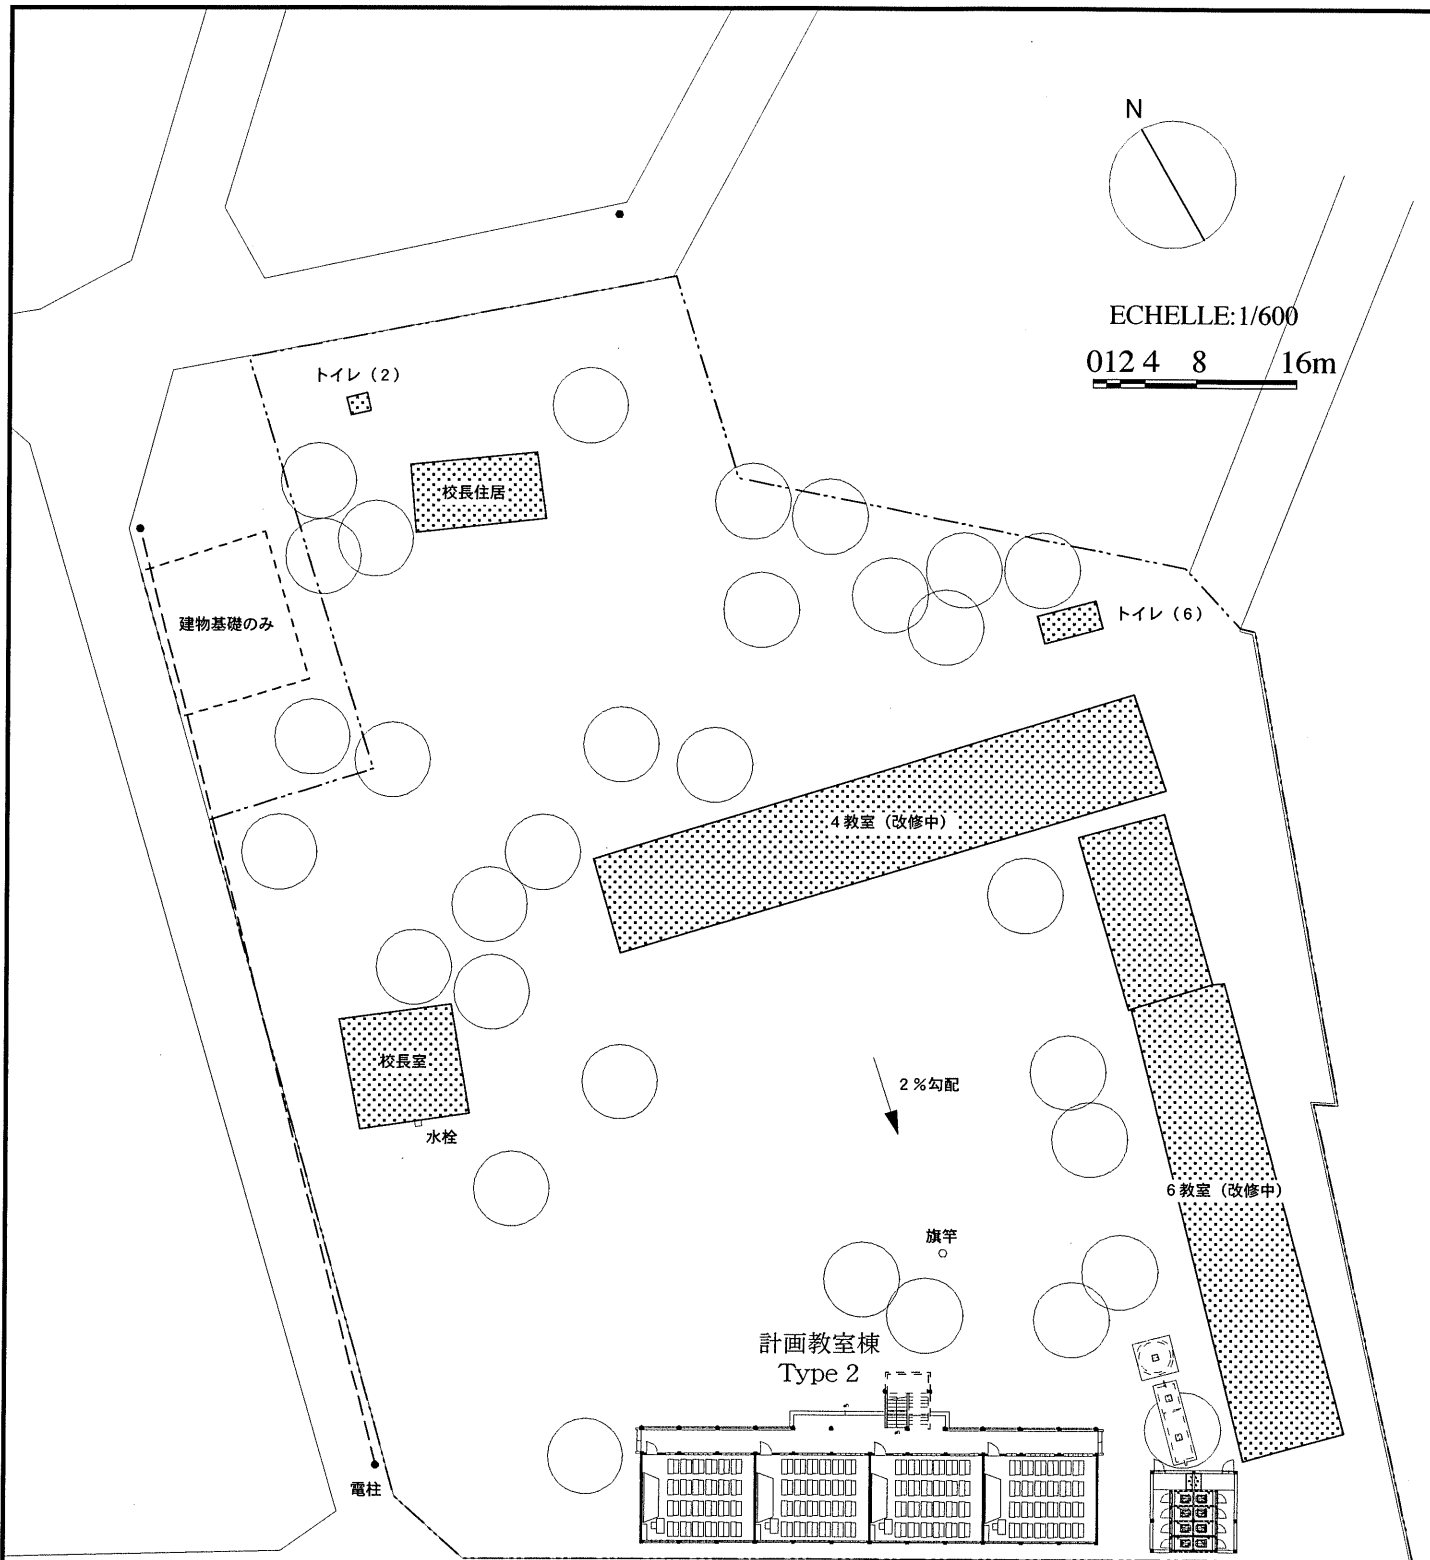 N
ECHELLE:1/600
012 4 8 16m
トイレ（2）
校長住居
建物基礎のみ
トイレ（6）
4教室（改修中）
校長室
水栓
2％勾配
6教室（改修中）
旗竿
計画教室棟
Type 2
電柱